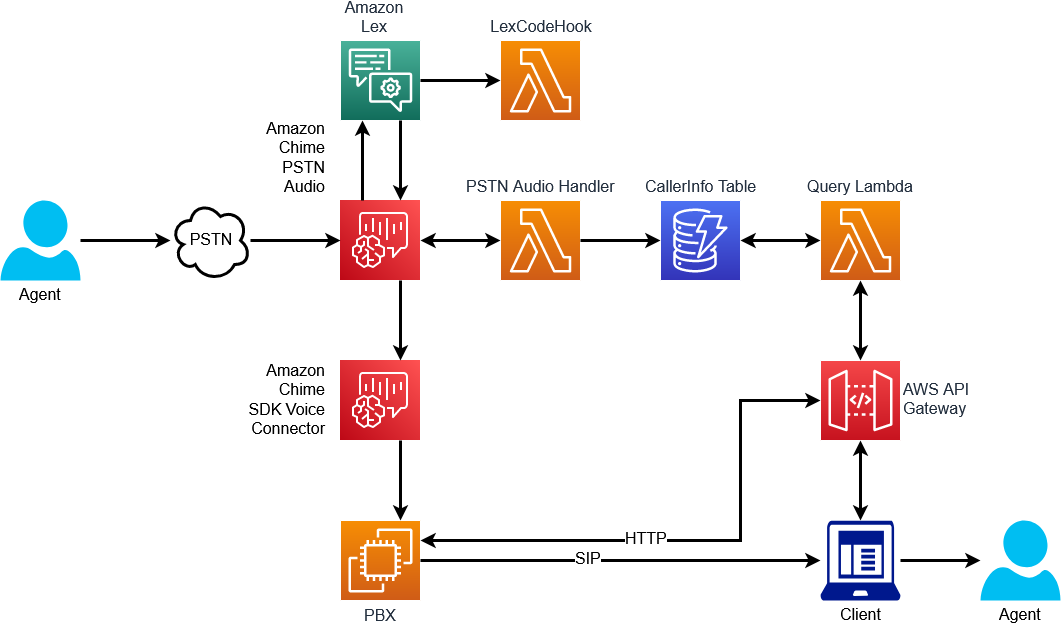 Amazon
Lex
LexCodeHook
Amazon
Chime
PSTN
Audio
PSTN Audio Handler
CallerInfo Table
Query Lambda
PSTN
Agent
Amazon
Chime
SDK Voice
Connector
AWS API
Gateway
HTTP
SIP
PBX
Client
Agent